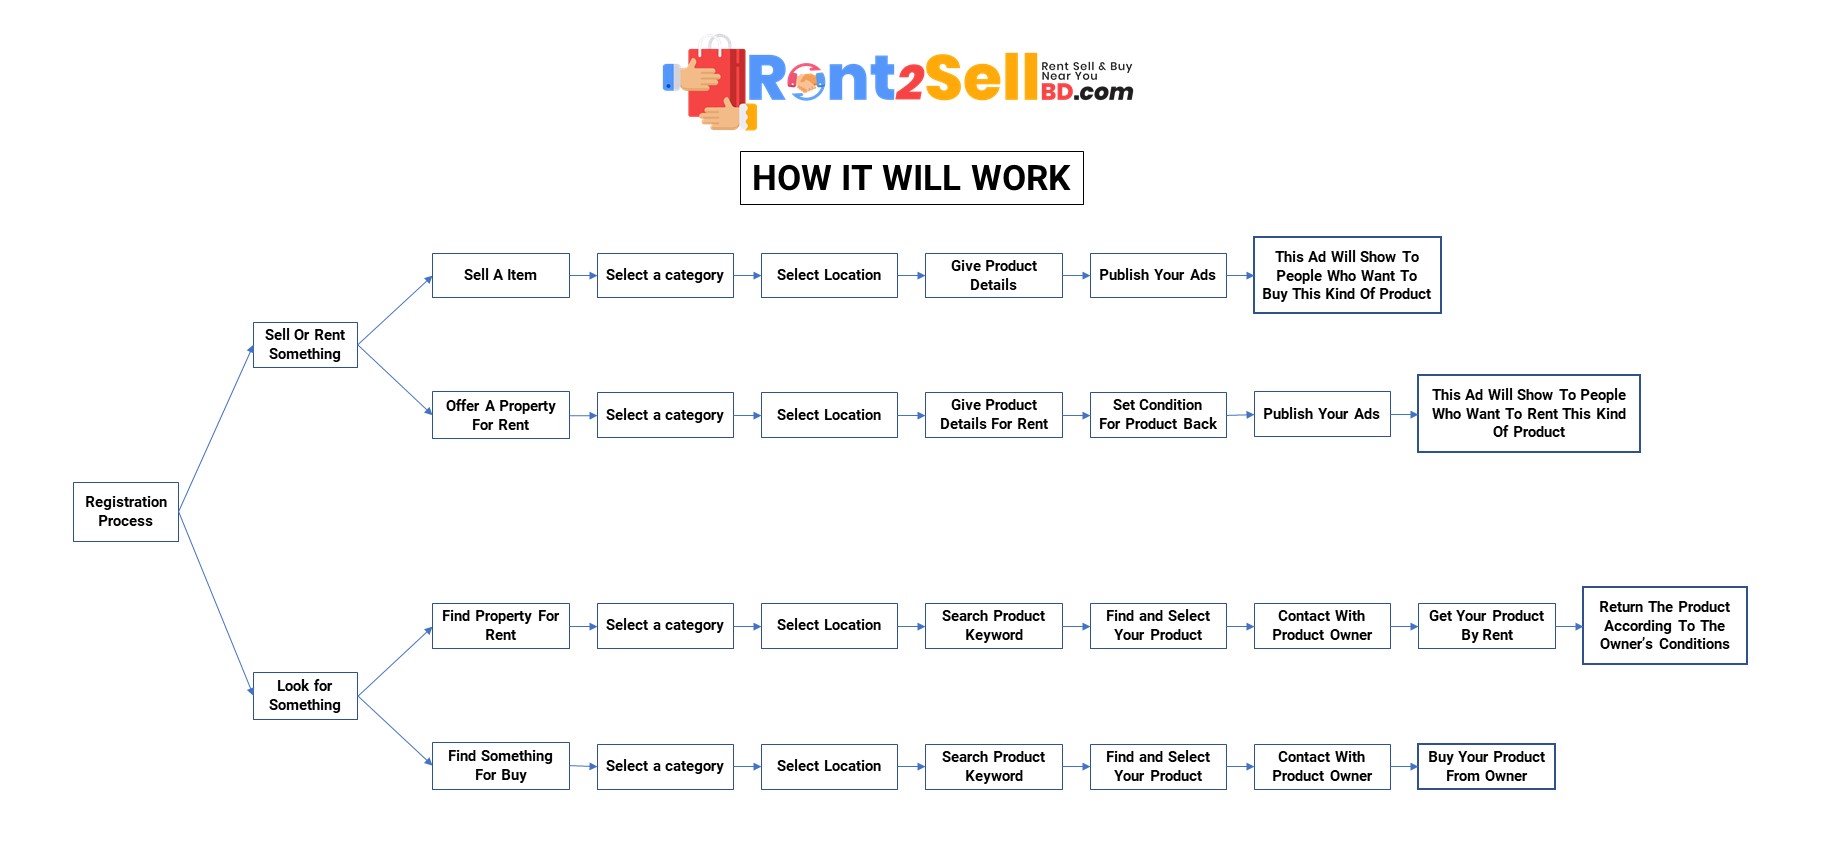 Rent2Sell
Rent Sell & Buy
Near You
BD.com
HOW IT WILL WORK
Registration
Process
Sell Or Rent
Something
Sell A Item
Select a category
Select Location
Give Product
Details
Publish Your Ads
This Ad Will Show To
People Who Want To
Buy This Kind Of Product
Offer A Property
For Rent
Select a category
Select Location
Give Product
Details For Rent
Set Condition
For Product Back
Publish Your Ads
This Ad Will Show To People
Who Want To Rent This Kind
Of Product
Look for
Something
Find Property For
Rent
Select a category
Select Location
Search Product
Keyword
Find and Select
Your Product
Contact With
Product Owner
Get Your Product
By Rent
Return The Product
According To The
Owner's Conditions
Find Something
For Buy
Select a category
Select Location
Search Product
Keyword
Find and Select
Your Product
Contact With
Product Owner
Buy Your Product
From Owner